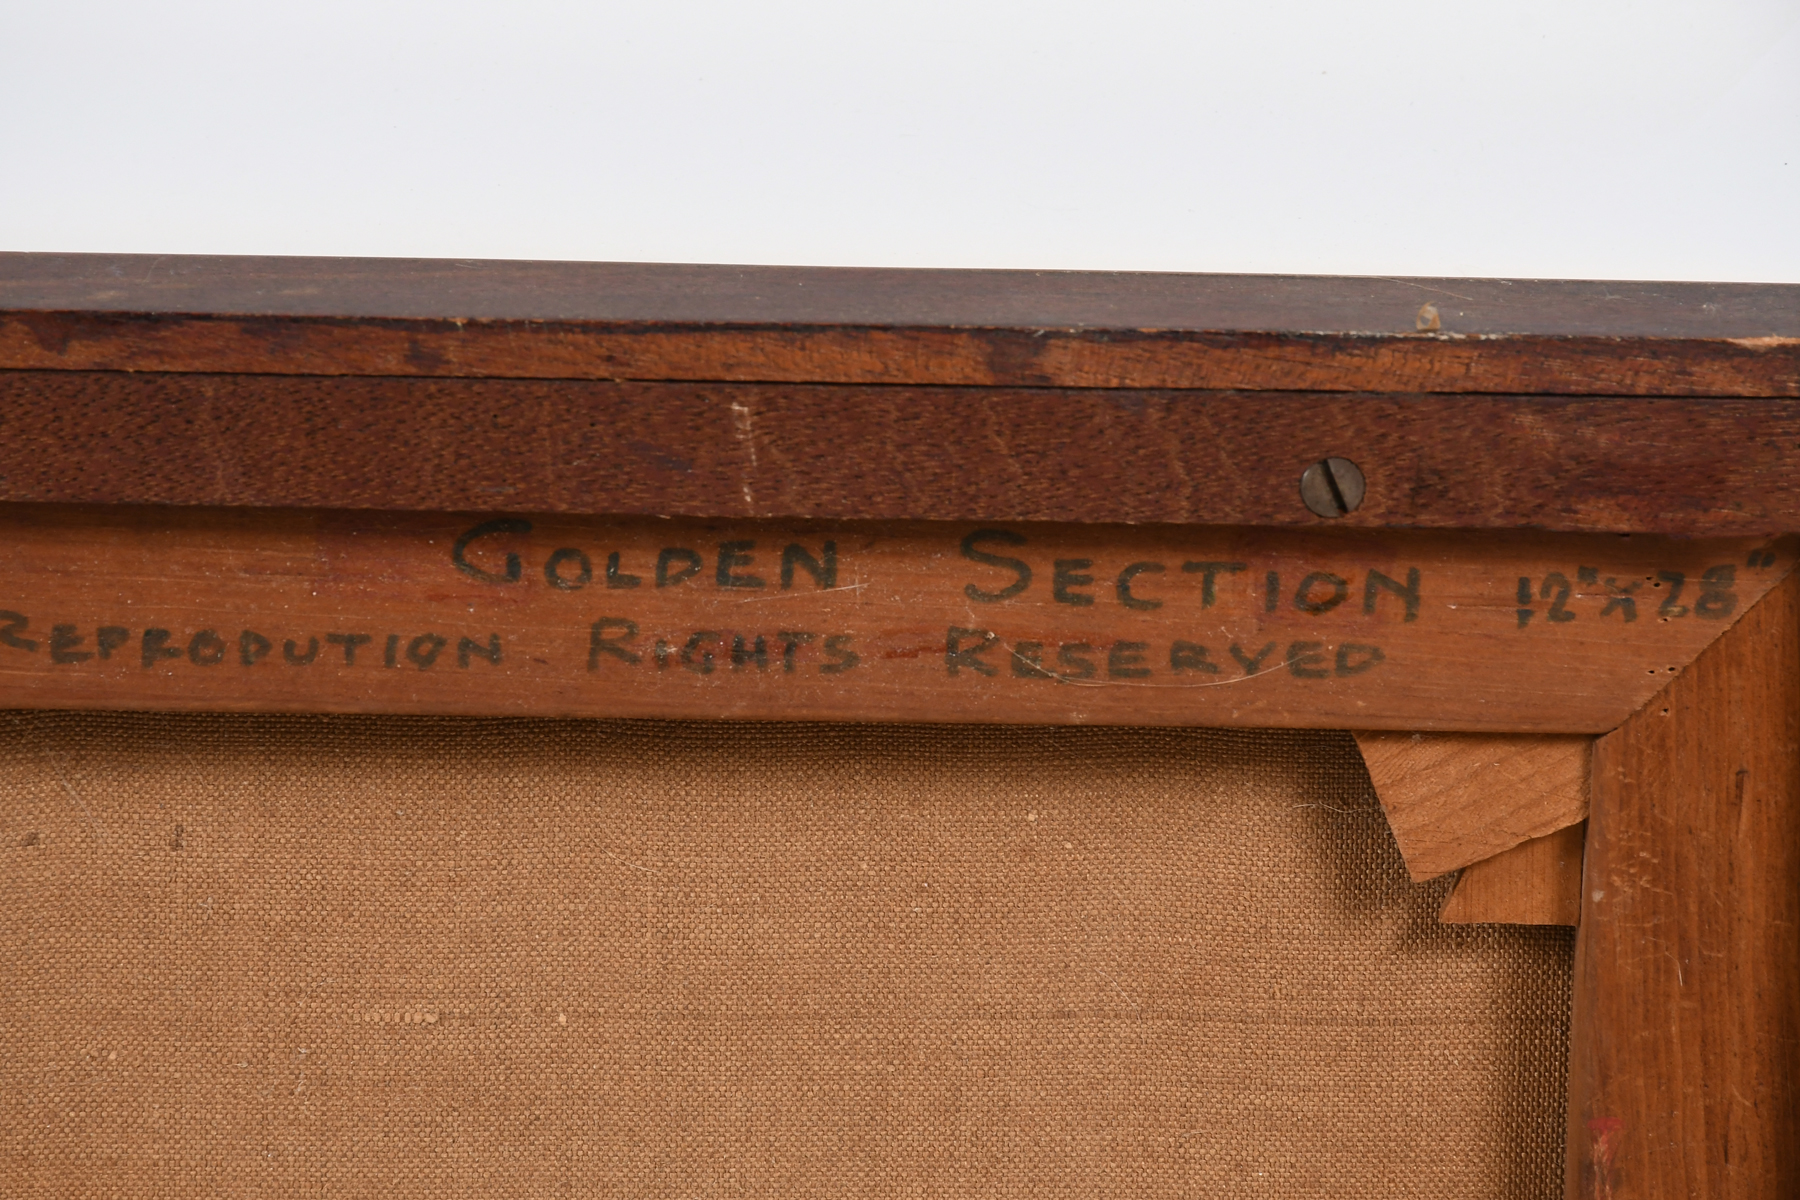 GOLDEN SECTION 12"X28"
REPRODUTION RIGHTS RESERVED